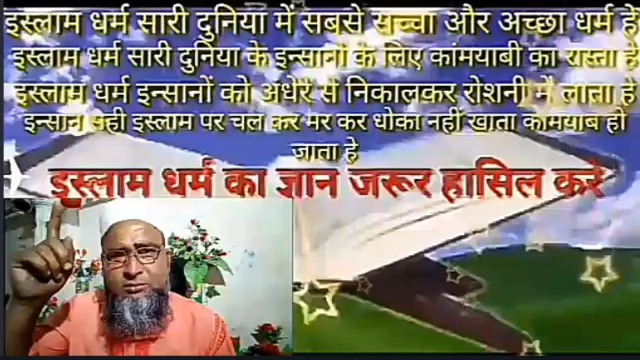 इस्लाम धर्म सारी दुनिया में सबसे सच्चा और अच्छा धर्म है
इस्लाम धर्म सारी दुनिया के इन्सानों के लिए कांमयाबी का रास्ता है
इस्लाम धर्म इन्सानों को अंधेरे से निकालकर रोशनी में लाता है
इन्सान सही इस्लाम पर चल कर मर कर धोका नहीं खाता कामयाब हो
जाता है
इस्लाम धर्म का ज्ञान जरूर हासिल करे